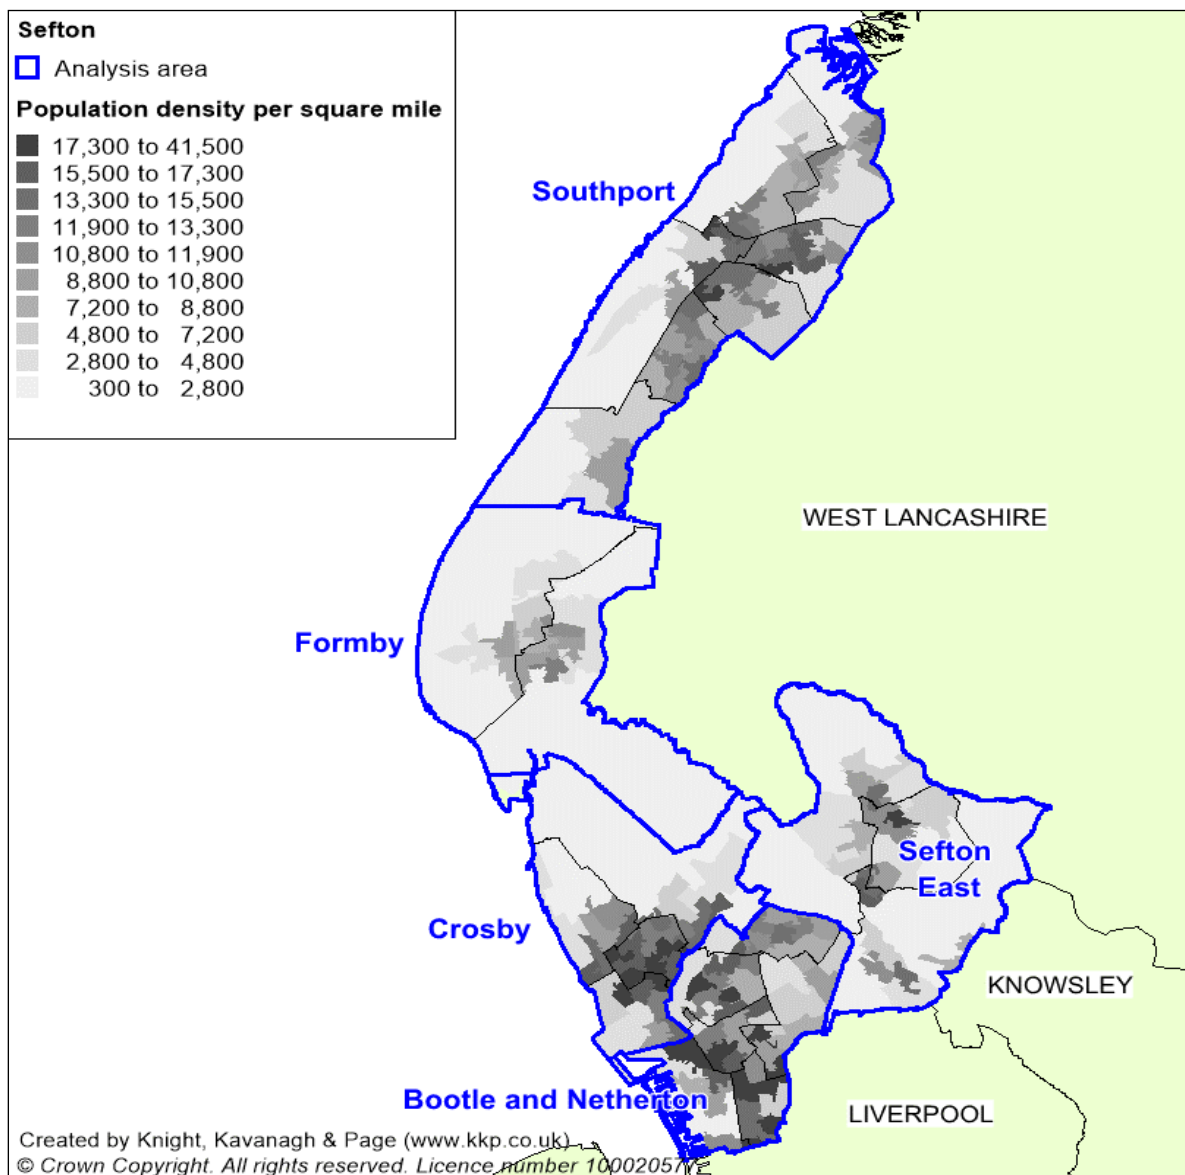 Sefton
Analysis area
Population density per square mile
17,300 to 41,500
15,500 to 17,300
13,300 to 15,500
11,900 to 13,300
10,800 to 11,900
8,800 to 10,800
7,200 to 8,800
4,800 to 7,200
2,800 to 4,800
300 to 2,800
Southport
WEST LANCASHIRE
Formby
Sefton
East
Crosby
KNOWSLEY
Bootle and Netherton
LIVERPOOL
Created by Knight, Kavanagh & Page (www.kkp.co.uk)
© Crown Copyright. All rights reserved. Licence number